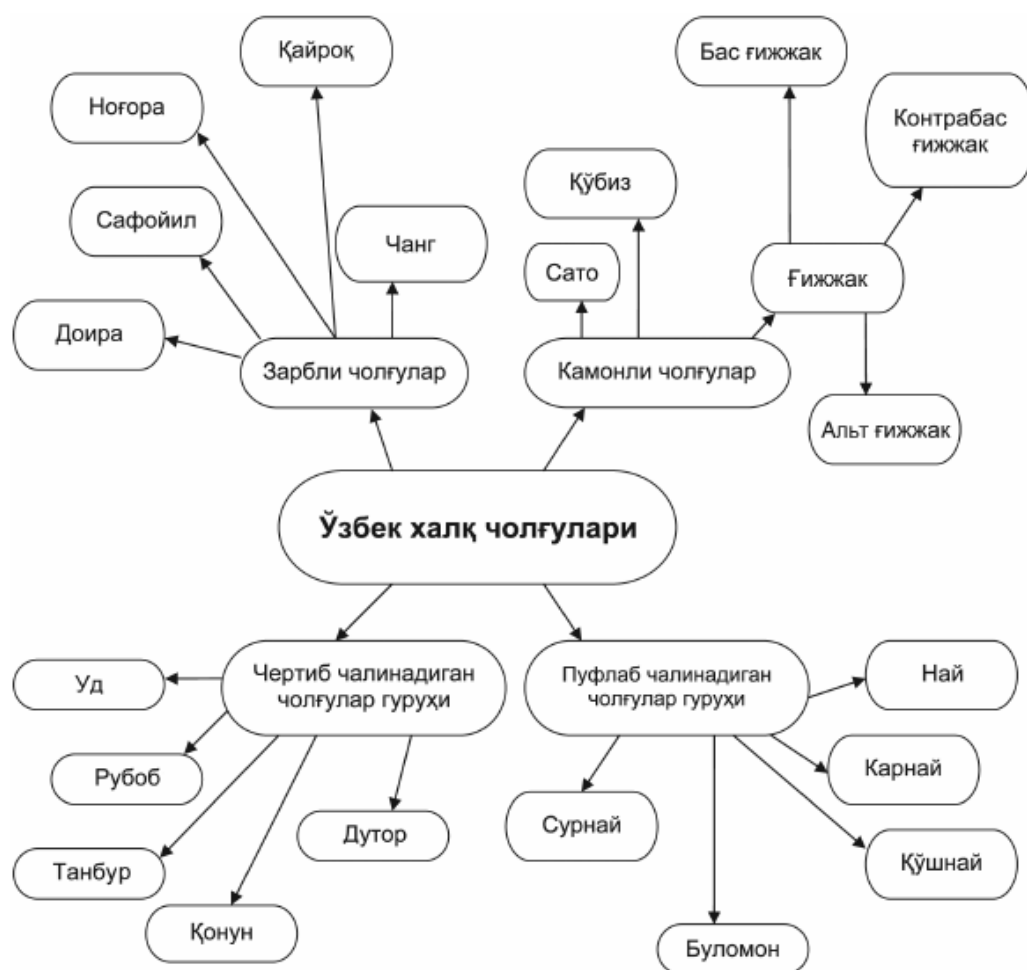 Қайроқ
Бас ғижжак
Ноғора
Контрабас
ғижжак
Қўбиз
Сафойил
Чанг
Сато
Ғижжак
Доира
Зарбли чолғулар
Камонли чолғулар
Альт ғижжак
Ўзбек халқ чолғулари
Чертиб чалинадиган
чолғулар гуруҳи
Пуфлаб чалинадиган
чолғулар гуруҳи
Уд
Най
Рубоб
Карнай
Дутор
Сурнай
Танбур
Қўшнай
Қонун
Буломон